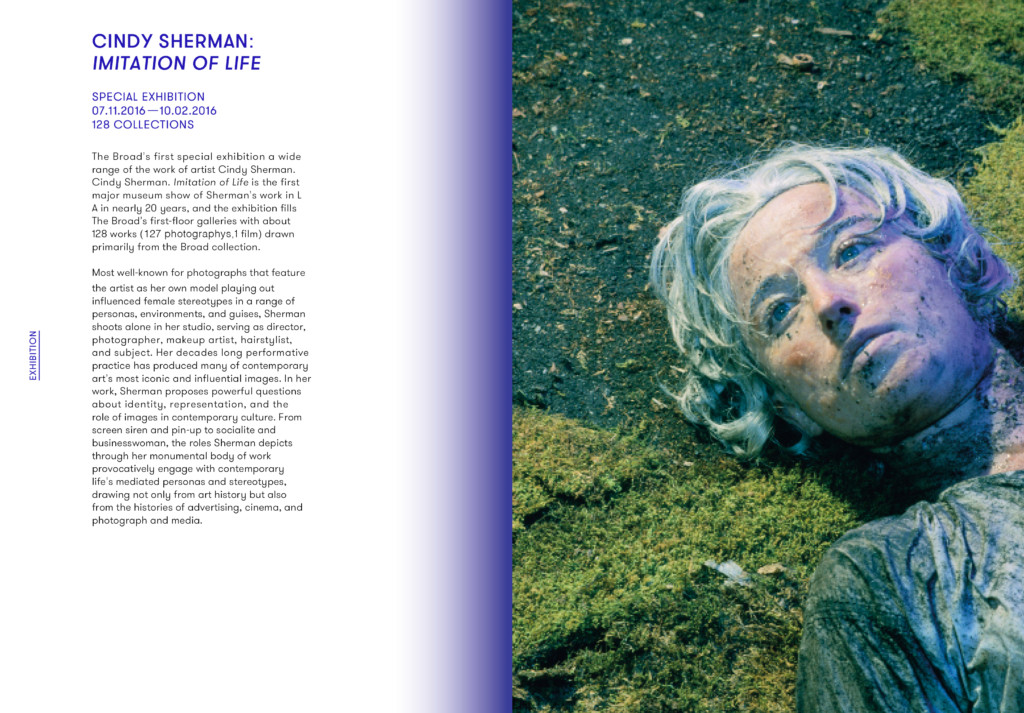 CINDY SHERMAN:
IMITATION OF LIFE
SPECIAL EXHIBITION
07.11.2016—10.02.2016
128 COLLECTIONS
The Broad's first special exhibition a wide
range of the work of artist Cindy Sherman.
Cindy Sherman. Imitation of Life is the first
major museum show of Sherman's work in L
A in nearly 20 years, and the exhibition fills
The Broad's first-floor galleries with about
128 works (127 photographys,1 film) drawn
primarily from the Broad collection.
Most well-known for photographs that feature
the artist as her own model playing out
influenced female stereotypes in a range of
personas, environments, and guises, Sherman
shoots alone in her studio, serving as director,
photographer, makeup artist, hairstylist,
and subject. Her decades long performative
practice has produced many of contemporary
art's most iconic and influential images. In her
work, Sherman proposes powerful questions
about identity, representation, and the
role of images in contemporary culture. From
screen siren and pin-up to socialite and
businesswoman, the roles Sherman depicts
through her monumental body of work
provocatively engage with contemporary
life's mediated personas and stereotypes,
drawing not only from art history but also
from the histories of advertising, cinema, and
photograph and media.
EXHIBITION